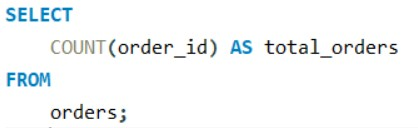 SELECT
    COUNT(order_id) AS total_orders
FROM
    orders;